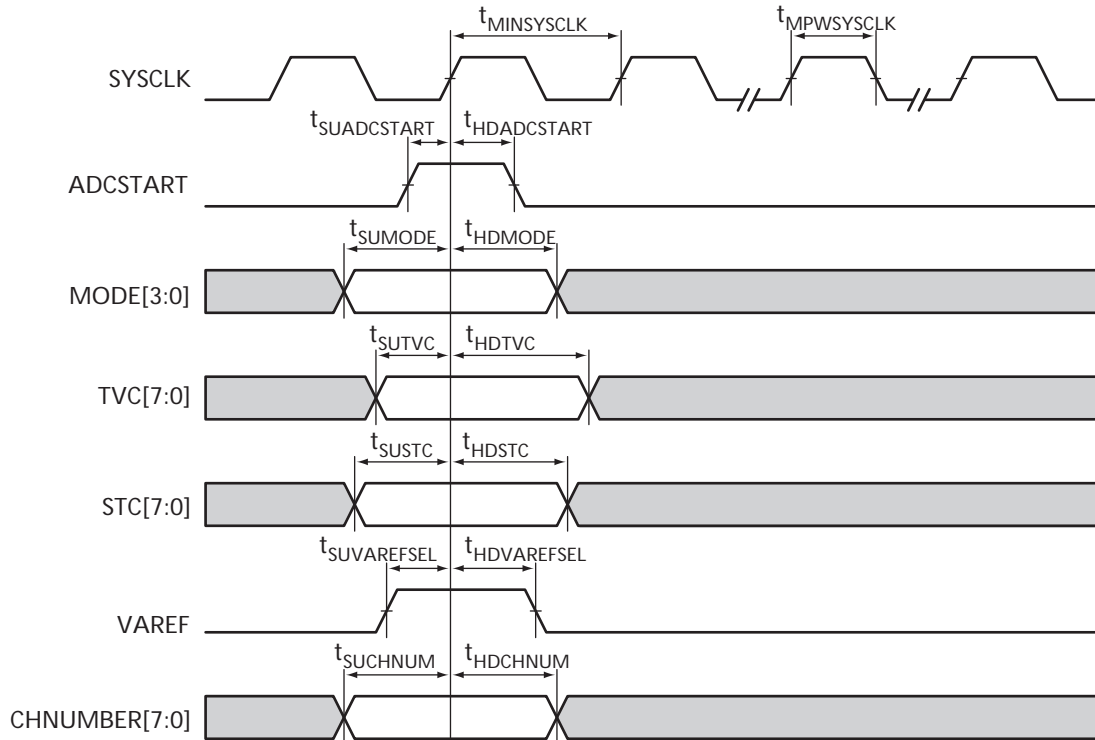 tMINSYSCLK
tMPWSYSCLK
SYSCLK
tSUADCSTART
tHDADCSTART
ADCSTART
tSUMODE
tHDMODE
MODE[3:0]
tSUTVC
tHDTVC
TVC[7:0]
tSUSTC
tHDSTC
STC[7:0]
tSUVAREFSEL
tHDVAREFSEL
VAREF
tSUCHNUM
tHDCHNUM
CHNUMBER[7:0]